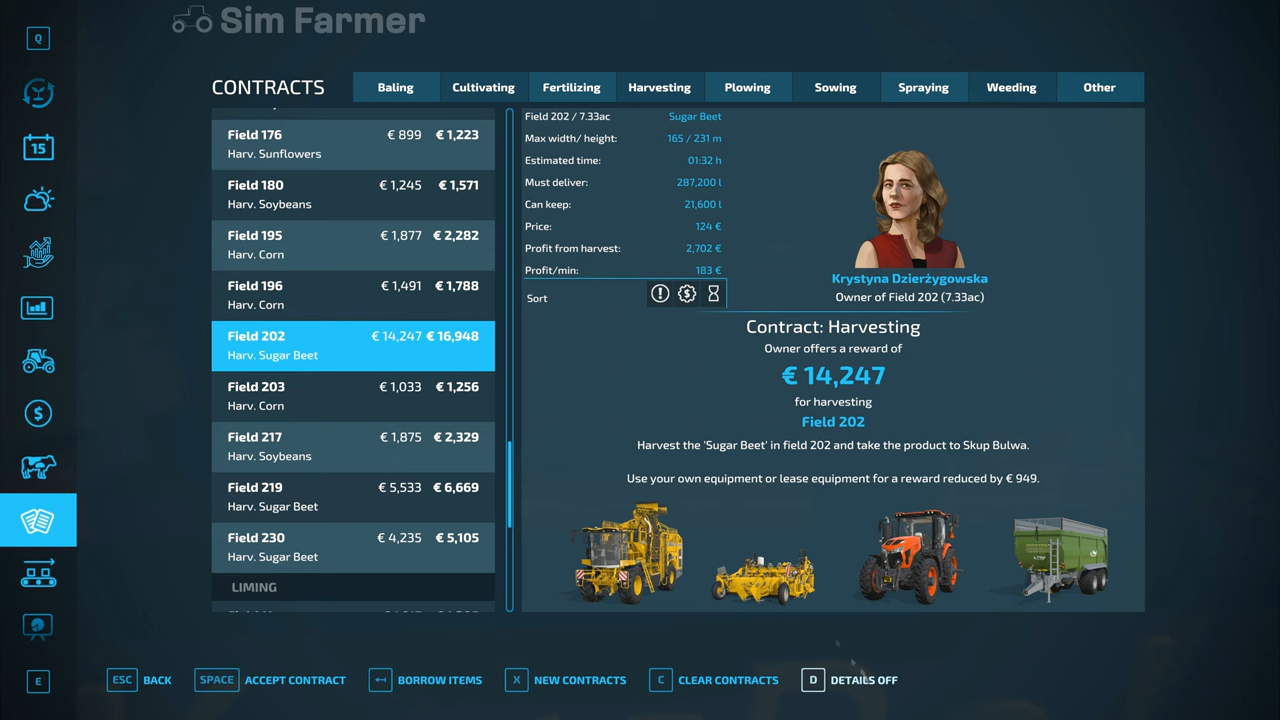 Sim Farmer
Q
CONTRACTS Baling Cultivating Fertilizing Harvesting Plowing Sowing Spraying Weeding Other
15
Field 176 € 899 € 1,223
Harv. Sunflowers
Field 180 € 1,245 € 1,571
Harv. Soybeans
Field 195 € 1,877 € 2,282
Harv. Corn
Field 196 € 1,491 € 1,788
Harv. Corn
Field 202 € 14,247 € 16,948
Harv. Sugar Beet
Field 203 € 1,033 € 1,256
Harv. Corn
Field 217 € 1,875 € 2,329
Harv. Soybeans
Field 219 € 5,533 € 6,669
Harv. Sugar Beet
Field 230 € 4,235 € 5,105
Harv. Sugar Beet
LIMING
Field 202 / 7.33ac Sugar Beet
Max width/ height: 165 / 231 m
Estimated time: 01:32 h
Must deliver: 287,200 l
Can keep: 21,600 l
Price: 124 €
Profit from harvest: 2,702 €
Profit/min: 183 €
Sort
Krystyna Dzierżygowska
Owner of Field 202 (7.33ac)
Contract: Harvesting
Owner offers a reward of
€ 14,247
for harvesting
Field 202
Harvest the 'Sugar Beet' in field 202 and take the product to Skup Bulwa.
Use your own equipment or lease equipment for a reward reduced by € 949.
E
ESC BACK SPACE ACCEPT CONTRACT BORROW ITEMS X NEW CONTRACTS C CLEAR CONTRACTS D DETAILS OFF